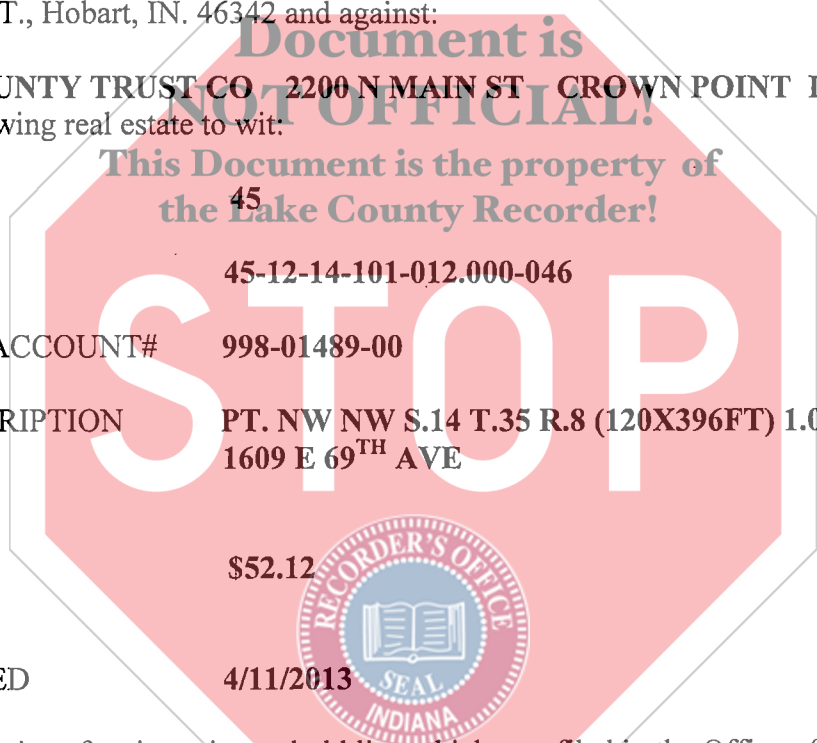 T., Hobart, IN. 46342 and against:
Document is
UNTY TRUST CO 2200 N MAIN ST CROWN POINT
NOT OFFICIAL!
wing real estate to wit:
This Document is the property of
45
the Lake County Recorder!
45-12-14-101-012.000-046
STOP
ACCOUNT# 998-01489-00
RIPTION PT. NW NW S.14 T.35 R.8 (120X396FT) 1.0
1609 E 69TH AVE
$52.12
RECORDER'S OFFICE
SEAL
INDIANA
ED 4/11/2013